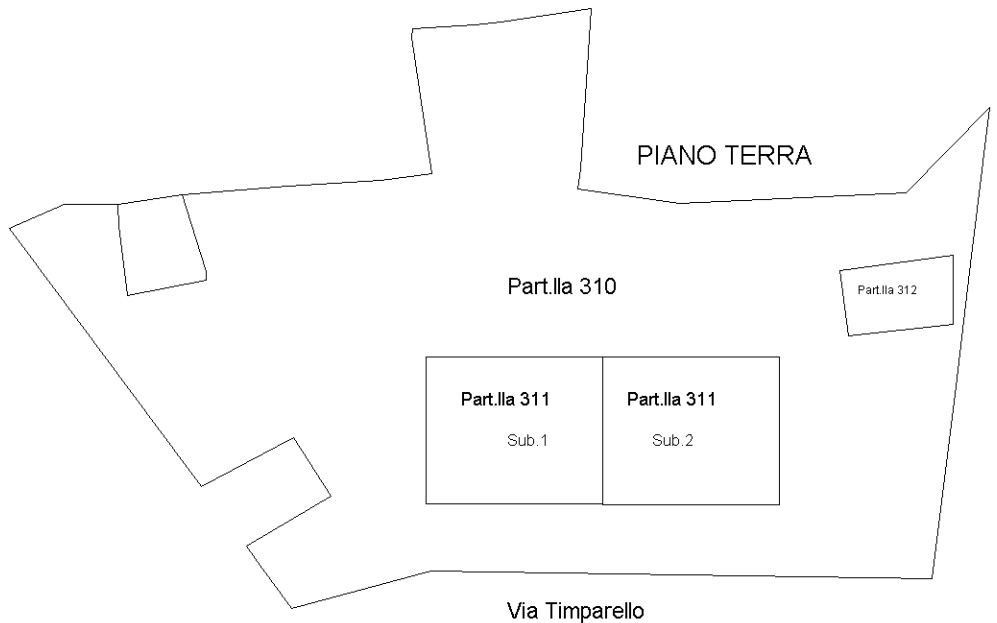 PIANO TERRA
Part.lla 310
Part.lla 312
Part.lla 311
Part.lla 311
Sub.1
Sub.2
Via Timparello